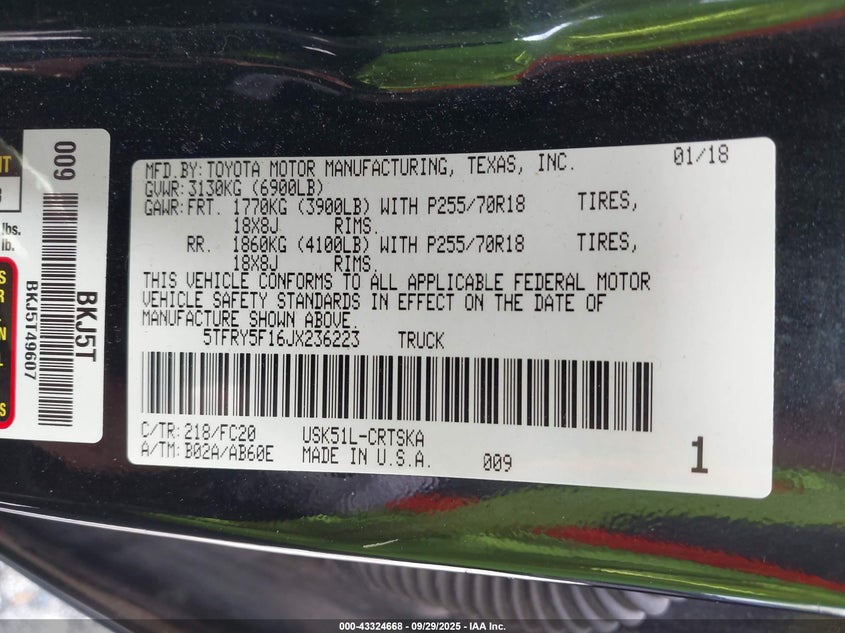 MFD.BY:TOYOTA MOTOR MANUFACTURING, TEXAS, INC. 01/18
GVWR:3130KG (6900LB)
GAWR:FRT. 1770KG (3900LB) WITH P255/70R18 TIRES,
18X8J. RIMS.
RR. 1860KG (4100LB) WITH P255/70R18 TIRES,
18X8J. RIMS.
THIS VEHICLE CONFORMS TO ALL APPLICABLE FEDERAL MOTOR
VEHICLE SAFETY STANDARDS IN EFFECT ON THE DATE OF
MANUFACTURE SHOWN ABOVE.
5TFRY5F16JX236223 TRUCK
C/TR:218/FC20 USK51L-CRTSKA
A/TM:B02A/AB60E MADE IN U.S.A. 009 1
009
BKJ5T
BKJ5T49607
lbs.
lb.
000-43324668 - 09/29/2025 - IAA Inc.